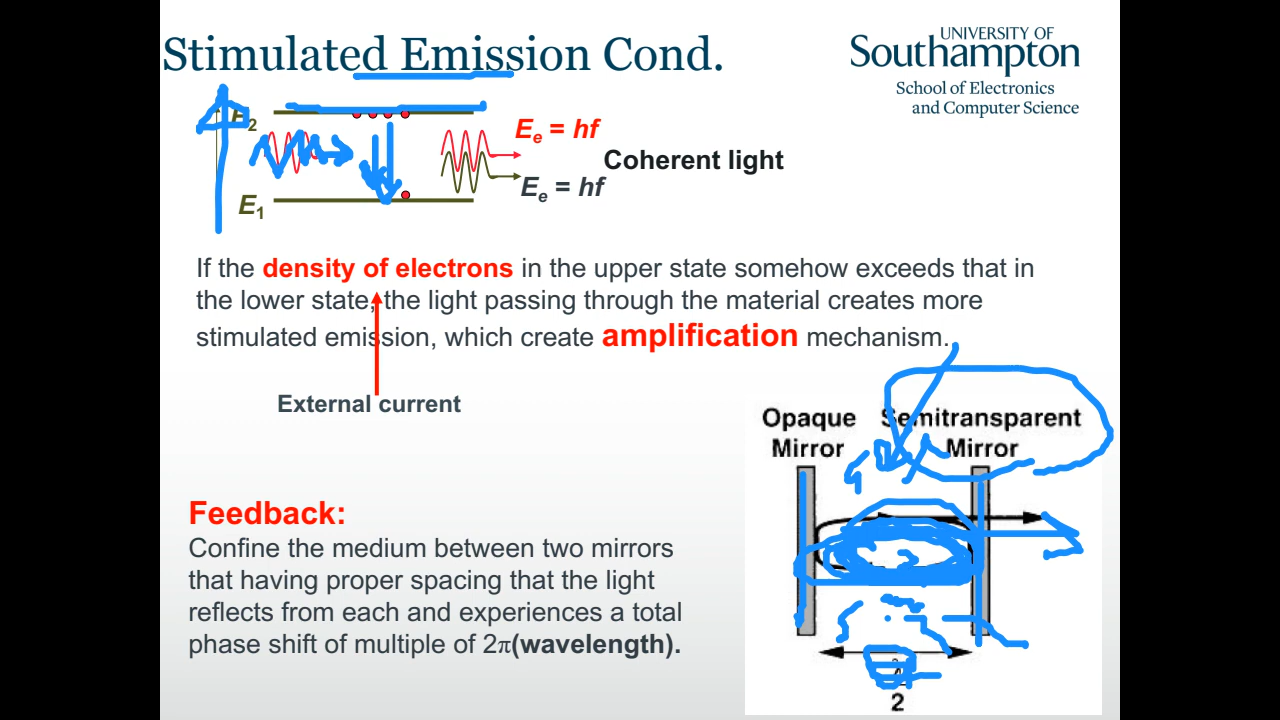 Stimulated Emission Cond.
UNIVERSITY OF
Southampton
School of Electronics
and Computer Science
E2
Ee = hf
Coherent light
Ee = hf
E1
If the density of electrons in the upper state somehow exceeds that in
the lower state, the light passing through the material creates more
stimulated emission, which create amplification mechanism.
External current
Opaque Semitransparent
Mirror Mirror
Feedback:
Confine the medium between two mirrors
that having proper spacing that the light
reflects from each and experiences a total
phase shift of multiple of 2π(wavelength).
2